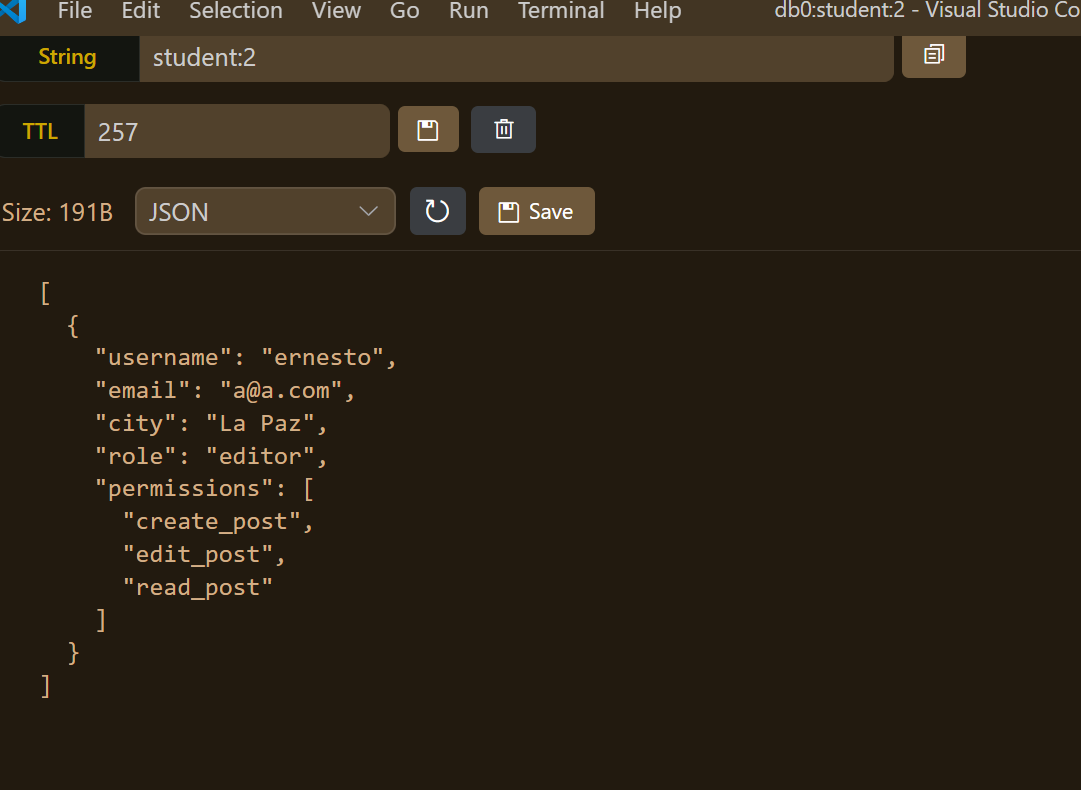 File Edit Selection View Go Run Terminal Help db0:student:2 - Visual Studio Co
String student:2
TTL 257
Size: 191B JSON Save
[
  {
    "username": "ernesto",
    "email": "a@a.com",
    "city": "La Paz",
    "role": "editor",
    "permissions": [
      "create_post",
      "edit_post",
      "read_post"
    ]
  }
]